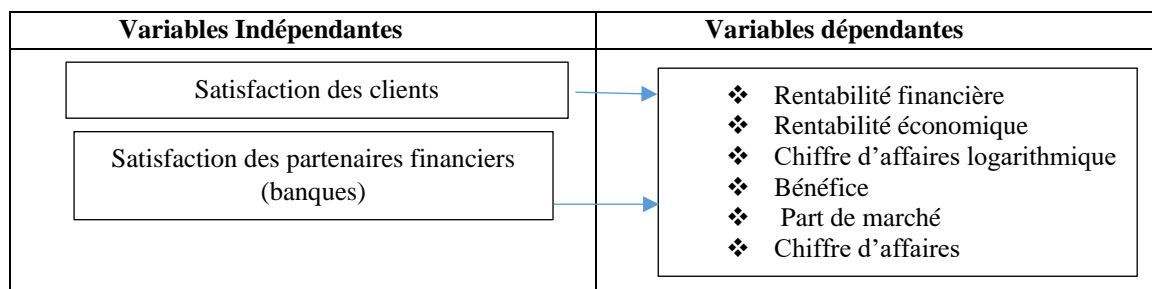 Variables Indépendantes
Variables dépendantes
Satisfaction des clients
Satisfaction des partenaires financiers
(banques)
❖ Rentabilité financière
❖ Rentabilité économique
❖ Chiffre d’affaires logarithmique
❖ Bénéfice
❖ Part de marché
❖ Chiffre d’affaires